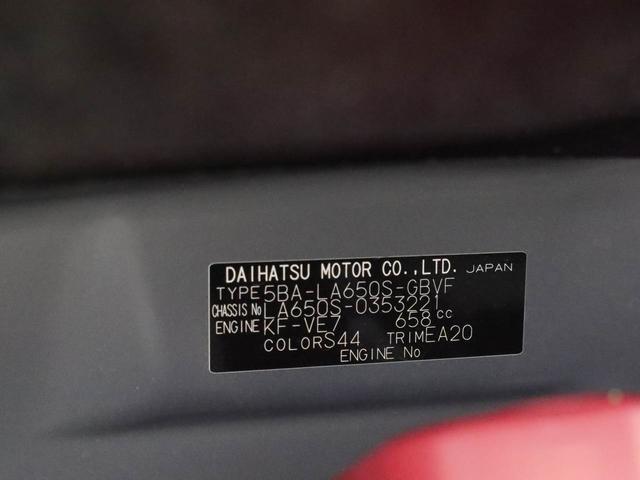 DAIHATSU MOTOR CO.,LTD. JAPAN
TYPE 5BA-LA650S-GBVF
CHASSIS No LA650S-0353221
ENGINE KF-VE7 658 cc
COLOR S44 TRIM EA20
ENGINE No